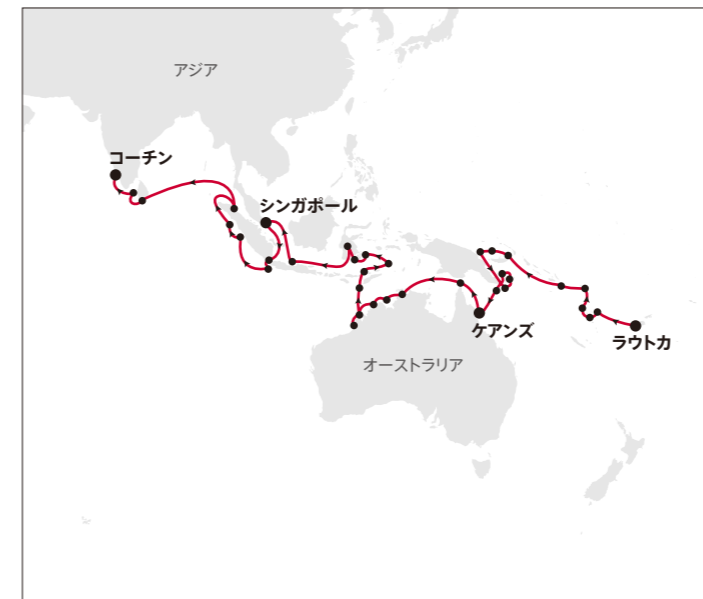 アジア
コーチン
シンガポール
ケアンズ
ラウトカ
オーストラリア